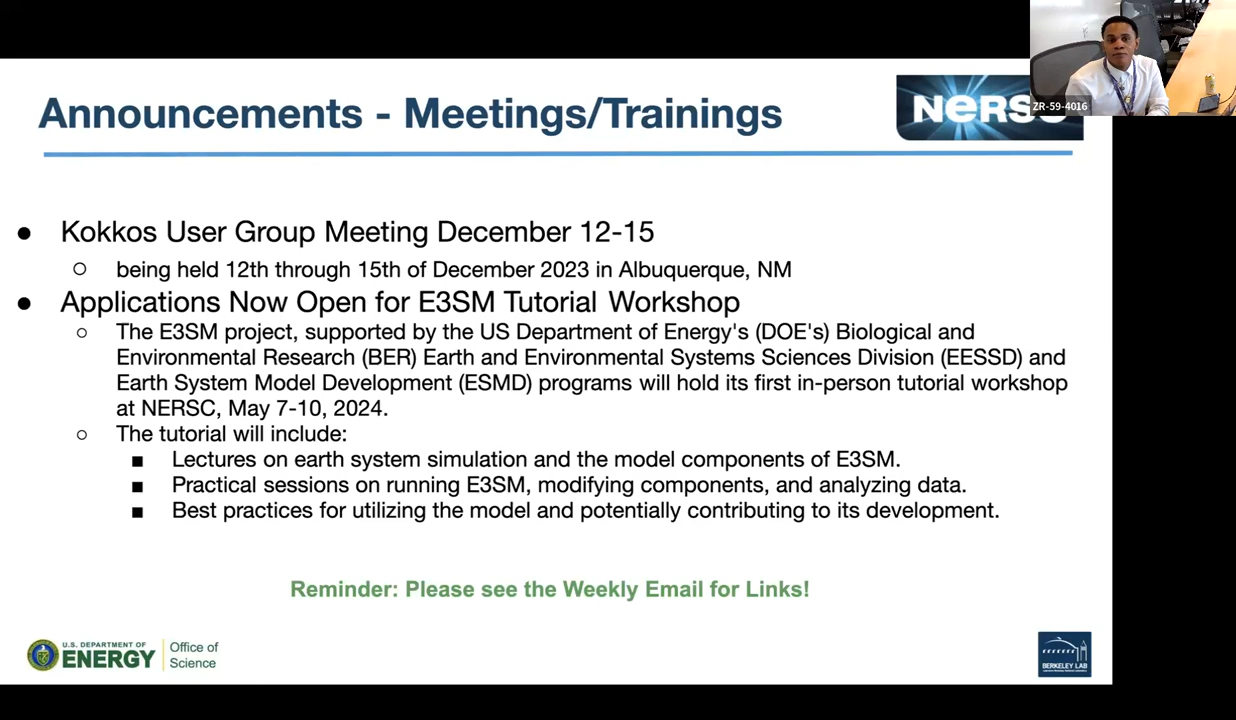 Announcements - Meetings/Trainings
NERSC
ZR-59-4016
● Kokkos User Group Meeting December 12-15
○ being held 12th through 15th of December 2023 in Albuquerque, NM
● Applications Now Open for E3SM Tutorial Workshop
○ The E3SM project, supported by the US Department of Energy's (DOE's) Biological and
Environmental Research (BER) Earth and Environmental Systems Sciences Division (EESSD) and
Earth System Model Development (ESMD) programs will hold its first in-person tutorial workshop
at NERSC, May 7-10, 2024.
○ The tutorial will include:
■ Lectures on earth system simulation and the model components of E3SM.
■ Practical sessions on running E3SM, modifying components, and analyzing data.
■ Best practices for utilizing the model and potentially contributing to its development.
Reminder: Please see the Weekly Email for Links!
U.S. DEPARTMENT OF
ENERGY
Office of
Science
BERKELEY LAB